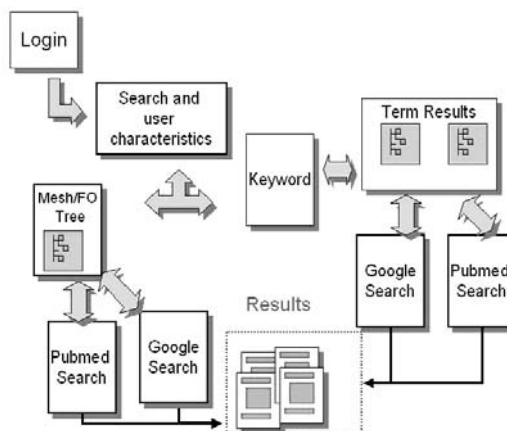 Login
Search and
user
characteristics
Term Results
Keyword
Mesh/FO
Tree
Google
Search
Pubmed
Search
Results
Pubmed
Search
Google
Search